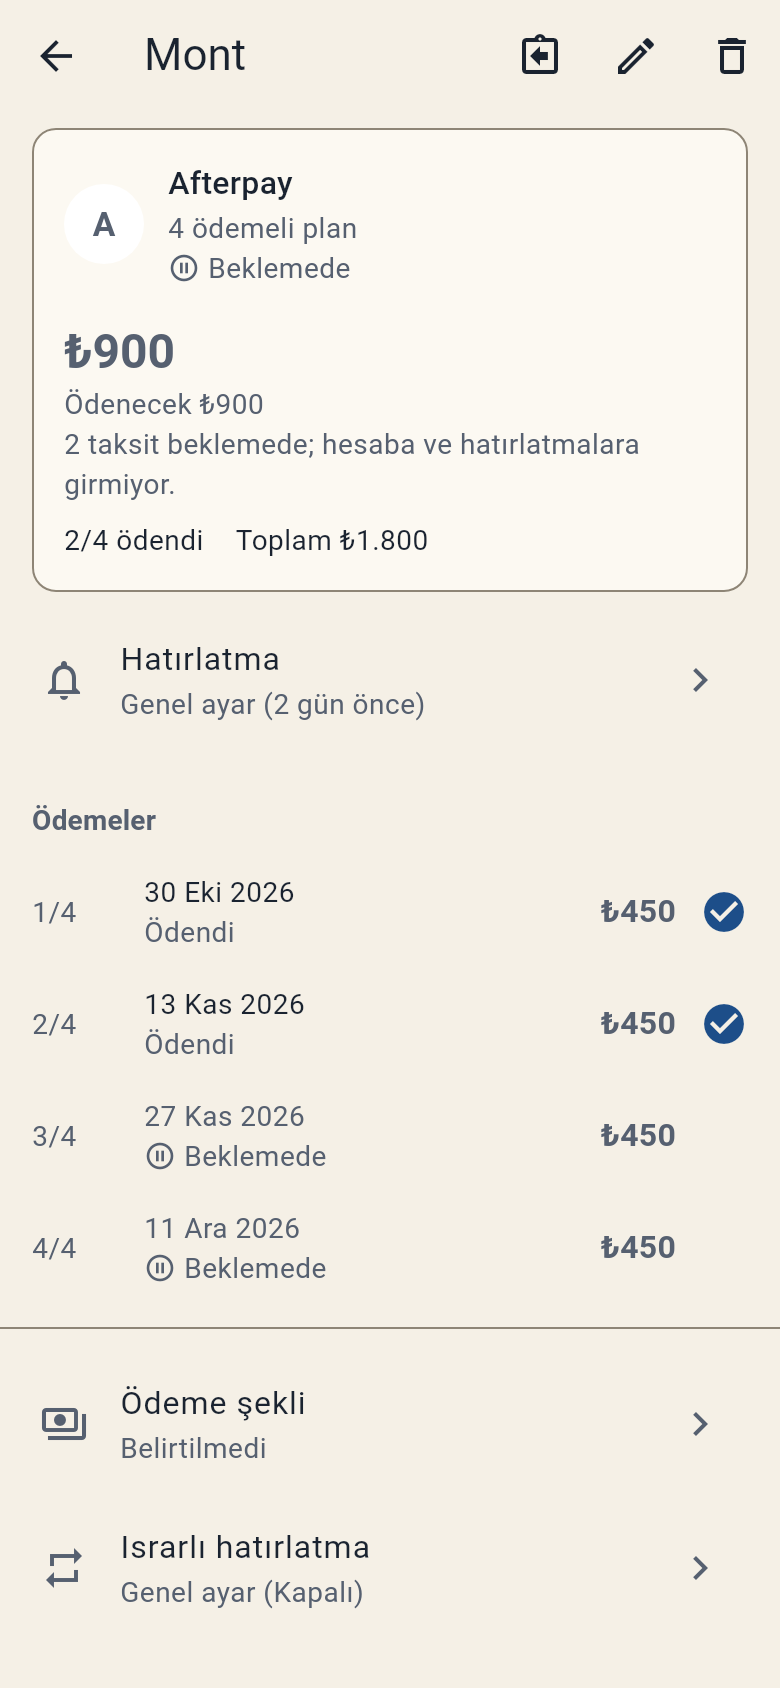 Mont
A
Afterpay
4 ödemeli plan
Beklemede
₺900
Ödenecek ₺900
2 taksit beklemede; hesaba ve hatırlatmalara
girmiyor.
2/4 ödendi Toplam ₺1.800
Hatırlatma
Genel ayar (2 gün önce)
Ödemeler
1/4
30 Eki 2026
Ödendi
₺450
2/4
13 Kas 2026
Ödendi
₺450
3/4
27 Kas 2026
Beklemede
₺450
4/4
11 Ara 2026
Beklemede
₺450
Ödeme şekli
Belirtilmedi
Israrlı hatırlatma
Genel ayar (Kapalı)